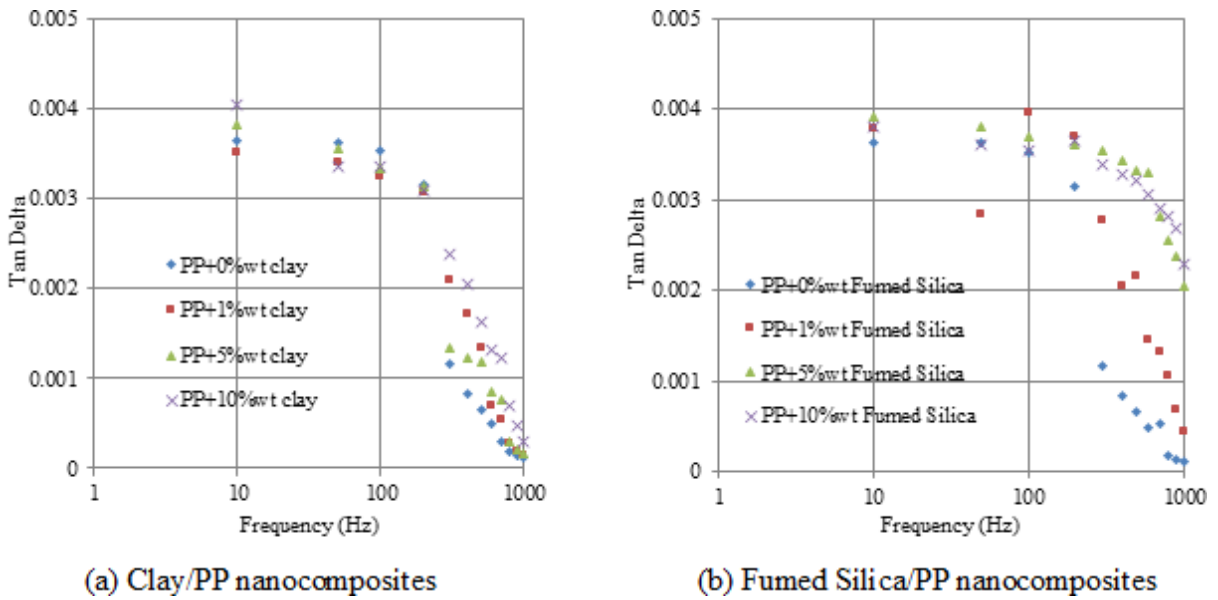 0.005
0.004
0.003
0.002
0.001
0
Tan Delta
PP+0%wt clay
PP+1%wt clay
PP+5%wt clay
PP+10%wt clay
1
10
100
1000
Frequency (Hz)
(a) Clay/PP nanocomposites
0.005
0.004
0.003
0.002
0.001
0
Tan Delta
PP+0%wt Fumed Silica
PP+1%wt Fumed Silica
PP+5%wt Fumed Silica
PP+10%wt Fumed Silica
1
10
100
1000
Frequency (Hz)
(b) Fumed Silica/PP nanocomposites